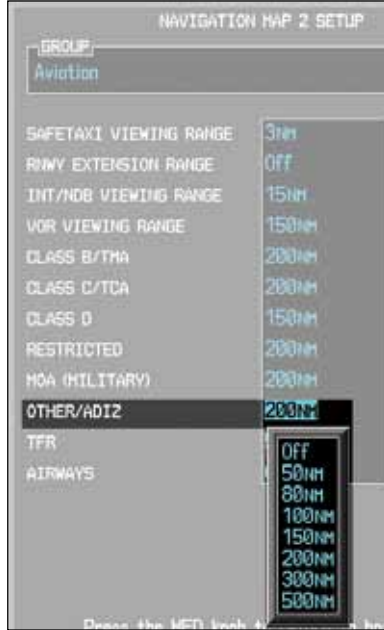 NAVIGATION MAP 2 SETUP
GROUP
Aviation
SAFETAXI VIEWING RANGE 3NM
RNWY EXTENSION RANGE Off
INT/NDB VIEWING RANGE 15NM
VOR VIEWING RANGE 150NM
CLASS B/TMA 200NM
CLASS C/TCA 200NM
CLASS D 150NM
RESTRICTED 200NM
MOA (MILITARY) 200NM
OTHER/ADIZ 200NM
TFR
AIRWAYS
Off
50NM
80NM
100NM
150NM
200NM
300NM
500NM
Press the